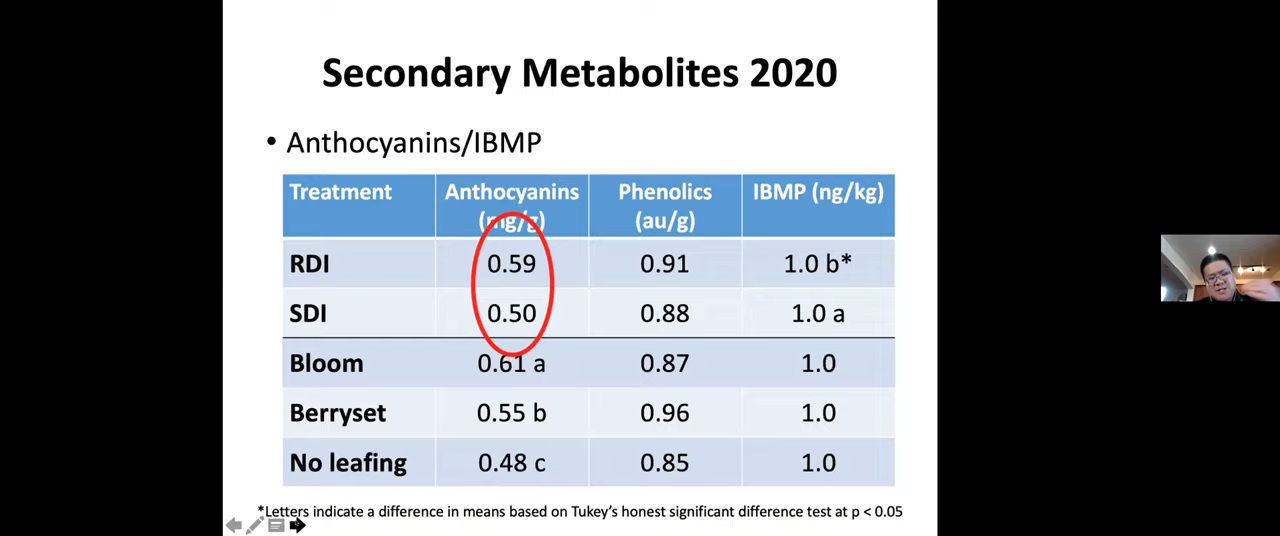 Secondary Metabolites 2020
• Anthocyanins/IBMP
Treatment Anthocyanins (mg/g) Phenolics (au/g) IBMP (ng/kg)
RDI 0.59 0.91 1.0 b*
SDI 0.50 0.88 1.0 a
Bloom 0.61 a 0.87 1.0
Berryset 0.55 b 0.96 1.0
No leafing 0.48 c 0.85 1.0
*Letters indicate a difference in means based on Tukey's honest significant difference test at p < 0.05